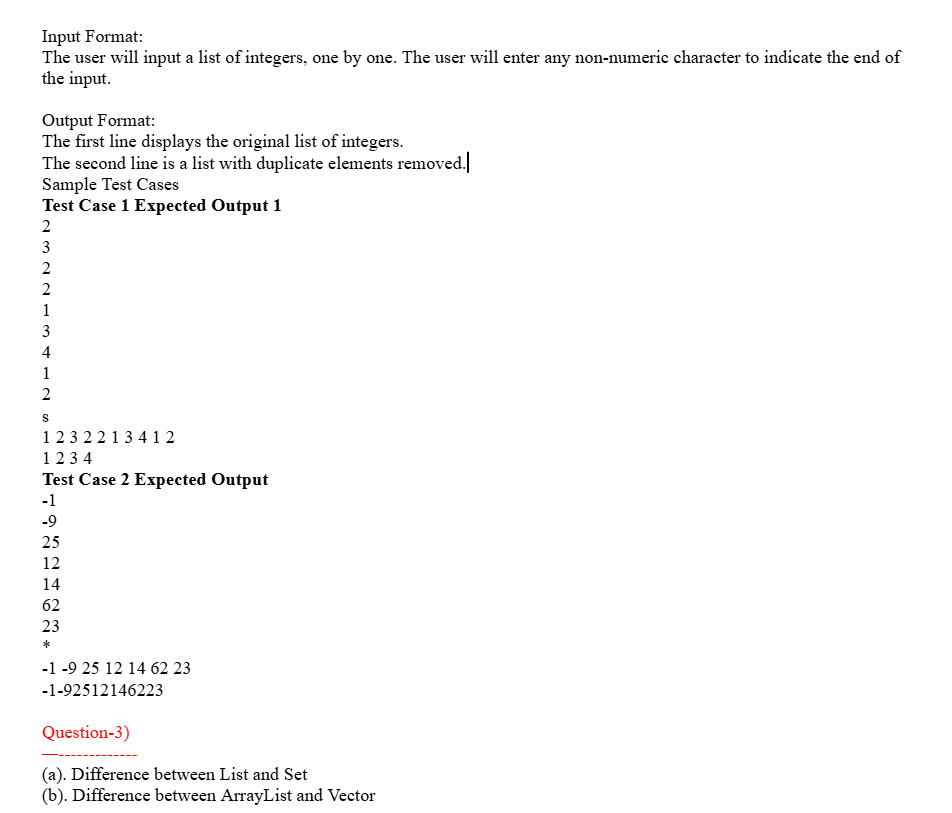 Input Format:
The user will input a list of integers, one by one. The user will enter any non-numeric character to indicate the end of
the input.
Output Format:
The first line displays the original list of integers.
The second line is a list with duplicate elements removed.
Sample Test Cases
Test Case 1 Expected Output 1
2
3
2
2
1
3
4
1
2
s
1 2 3 2 2 1 3 4 1 2
1 2 3 4
Test Case 2 Expected Output
-1
-9
25
12
14
62
23
*
-1 -9 25 12 14 62 23
-1-92512146223
Question-3)
—-------------
(a). Difference between List and Set
(b). Difference between ArrayList and Vector